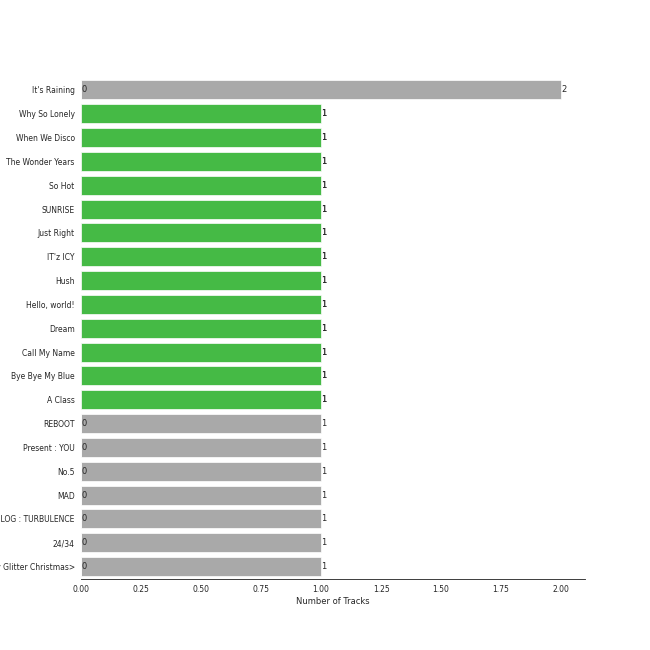 It's Raining 0 2
Why So Lonely 1
When We Disco 1
The Wonder Years 1
So Hot 1
SUNRISE 1
Just Right 1
IT'z ICY 1
Hush 1
Hello, world! 1
Dream 1
Call My Name 1
Bye Bye My Blue 1
A Class 1
REBOOT 0 1
Present : YOU 0 1
No.5 0 1
MAD 0 1
LOG : TURBULENCE 0 1
24/34 0 1
Glitter Christmas> 0 1
0.00 0.25 0.50 0.75 1.00 1.25 1.50 1.75 2.00
Number of Tracks